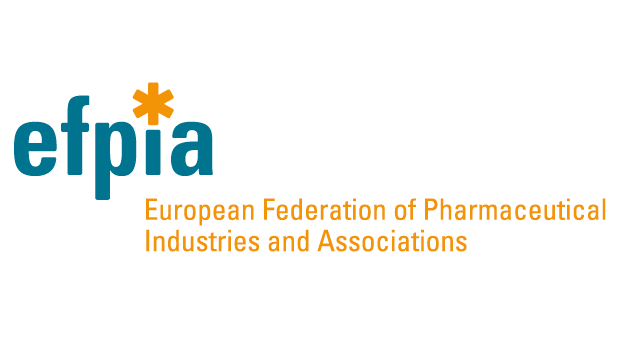 efpia
European Federation of Pharmaceutical
Industries and Associations